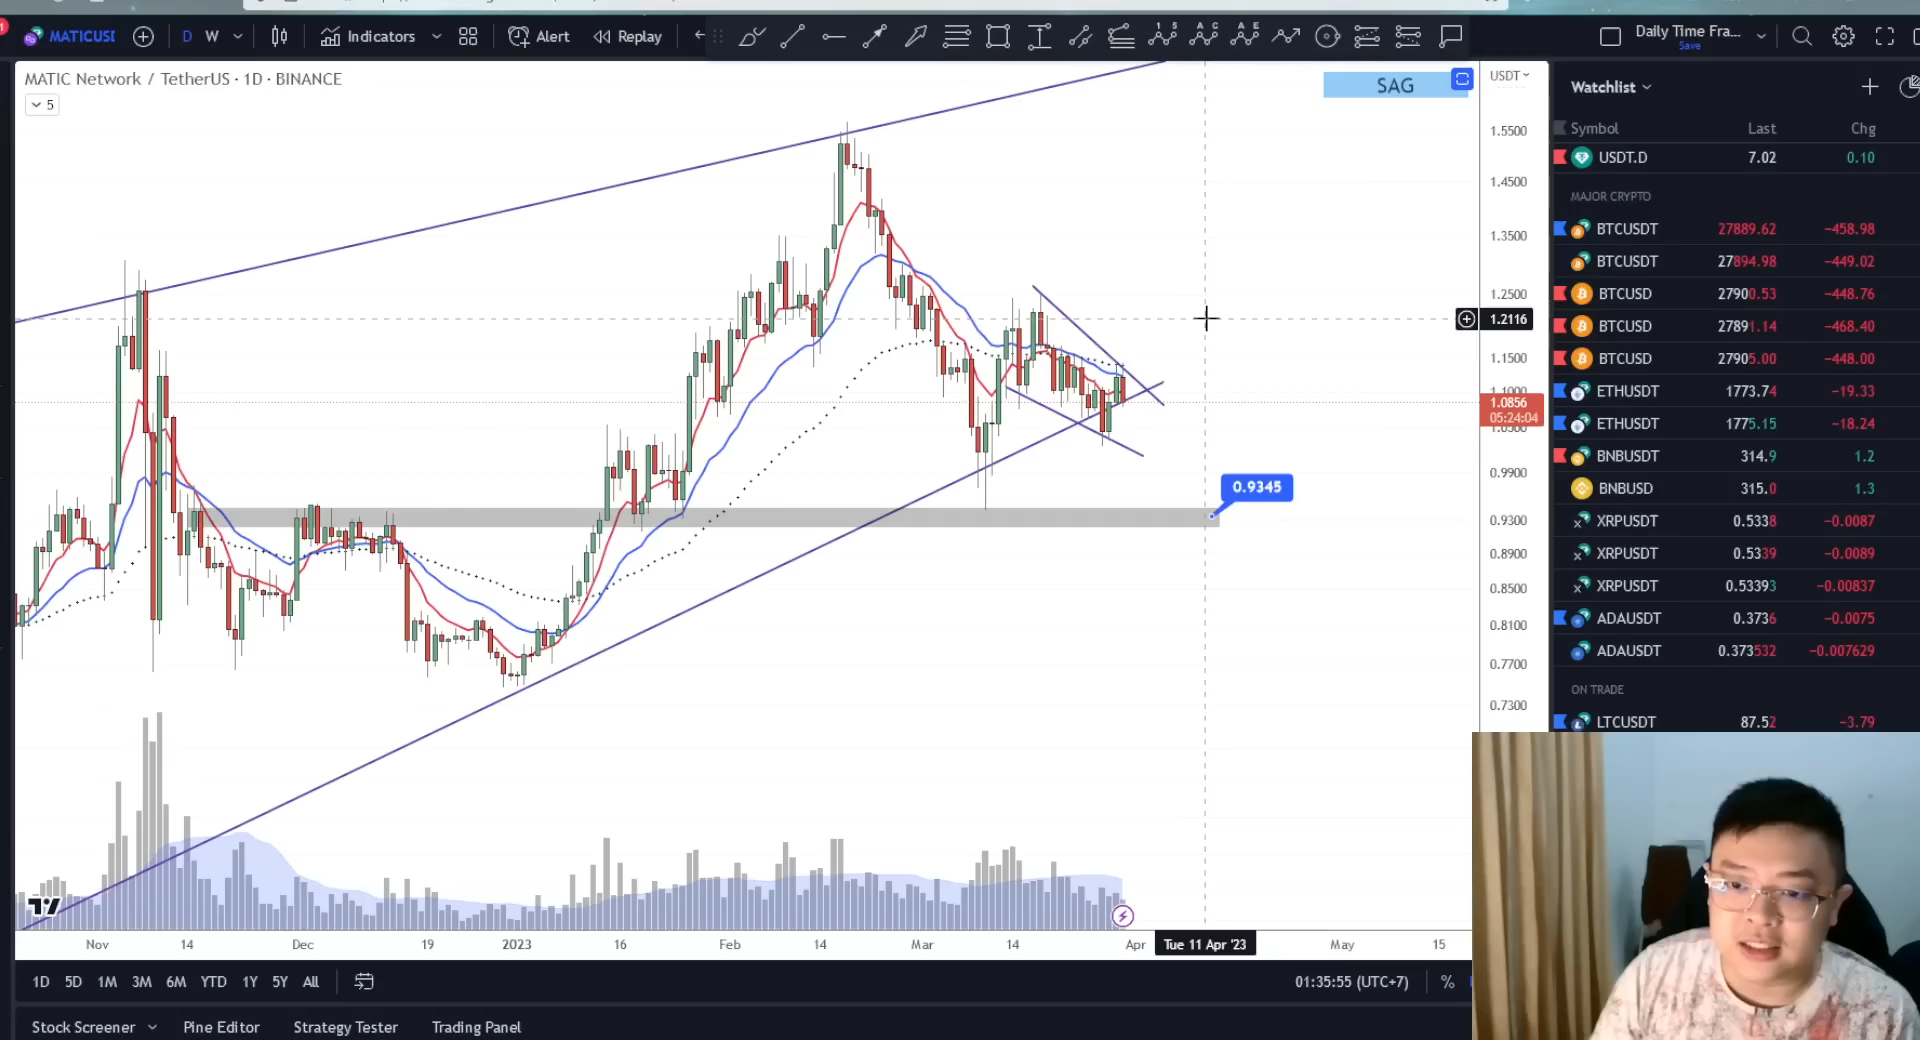 MATICUSI
D W
Indicators
Alert
Replay
1 5
A C
A E
Daily Time Fra...
Save
MATIC Network / TetherUS · 1D · BINANCE
5
SAG
USDT
1.5500
1.4500
1.3500
1.2500
1.2116
1.1500
1.0856
05:24:04
0.9900
0.9345
0.9300
0.8900
0.8500
0.8100
0.7700
0.7300
Nov 14 Dec 19 2023 16 Feb 14 Mar 14 Apr Tue 11 Apr '23 May 15
1D 5D 1M 3M 6M YTD 1Y 5Y All
01:35:55 (UTC+7) %
Stock Screener Pine Editor Strategy Tester Trading Panel
Watchlist
Symbol Last Chg
USDT.D 7.02 0.10
MAJOR CRYPTO
BTCUSDT 27889.62 −458.98
BTCUSDT 27894.98 −449.02
BTCUSD 27900.53 −448.76
BTCUSD 27891.14 −468.40
BTCUSD 27905.00 −448.00
ETHUSDT 1773.74 −19.33
ETHUSDT 1775.15 −18.24
BNBUSDT 314.9 1.2
BNBUSD 315.0 1.3
XRPUSDT 0.5338 −0.0087
XRPUSDT 0.5339 −0.0089
XRPUSDT 0.53393 −0.00837
ADAUSDT 0.3736 −0.0075
ADAUSDT 0.373532 −0.007629
ON TRADE
LTCUSDT 87.52 −3.79